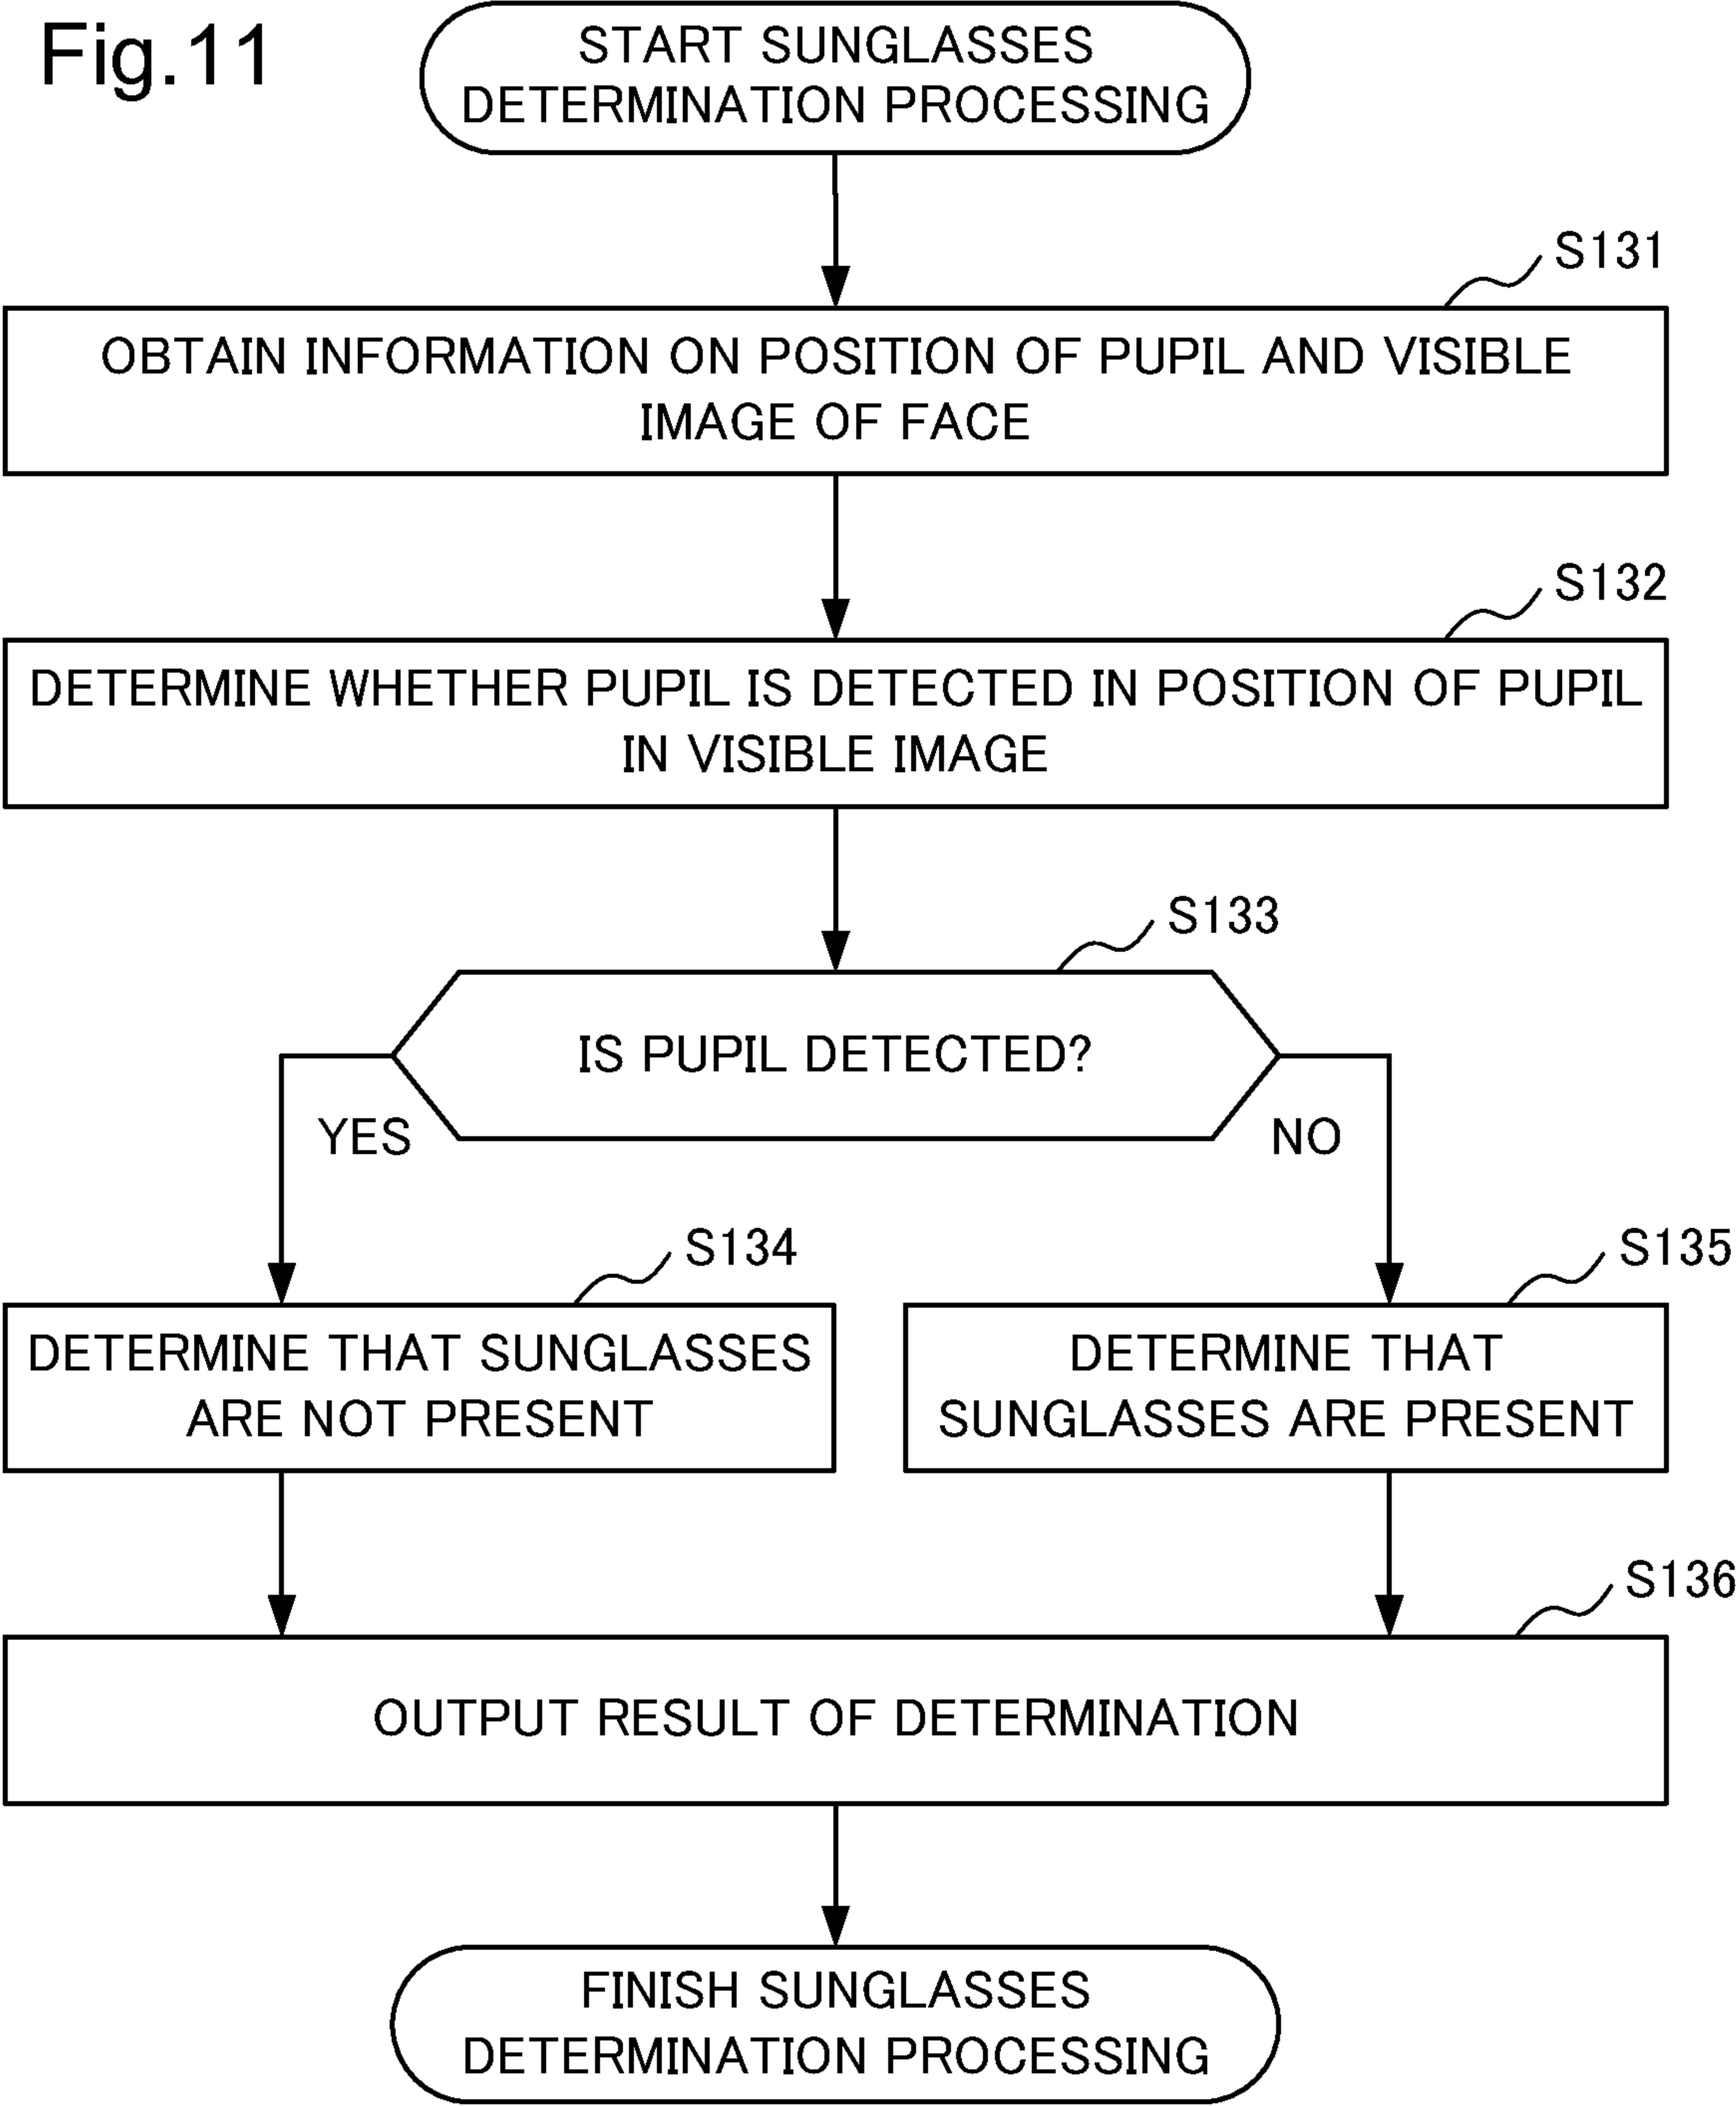 Fig.11
START SUNGLASSES
DETERMINATION PROCESSING
S131
OBTAIN INFORMATION ON POSITION OF PUPIL AND VISIBLE
IMAGE OF FACE
S132
DETERMINE WHETHER PUPIL IS DETECTED IN POSITION OF PUPIL
IN VISIBLE IMAGE
S133
IS PUPIL DETECTED?
YES
NO
S134
DETERMINE THAT SUNGLASSES
ARE NOT PRESENT
S135
DETERMINE THAT
SUNGLASSES ARE PRESENT
S136
OUTPUT RESULT OF DETERMINATION
FINISH SUNGLASSES
DETERMINATION PROCESSING